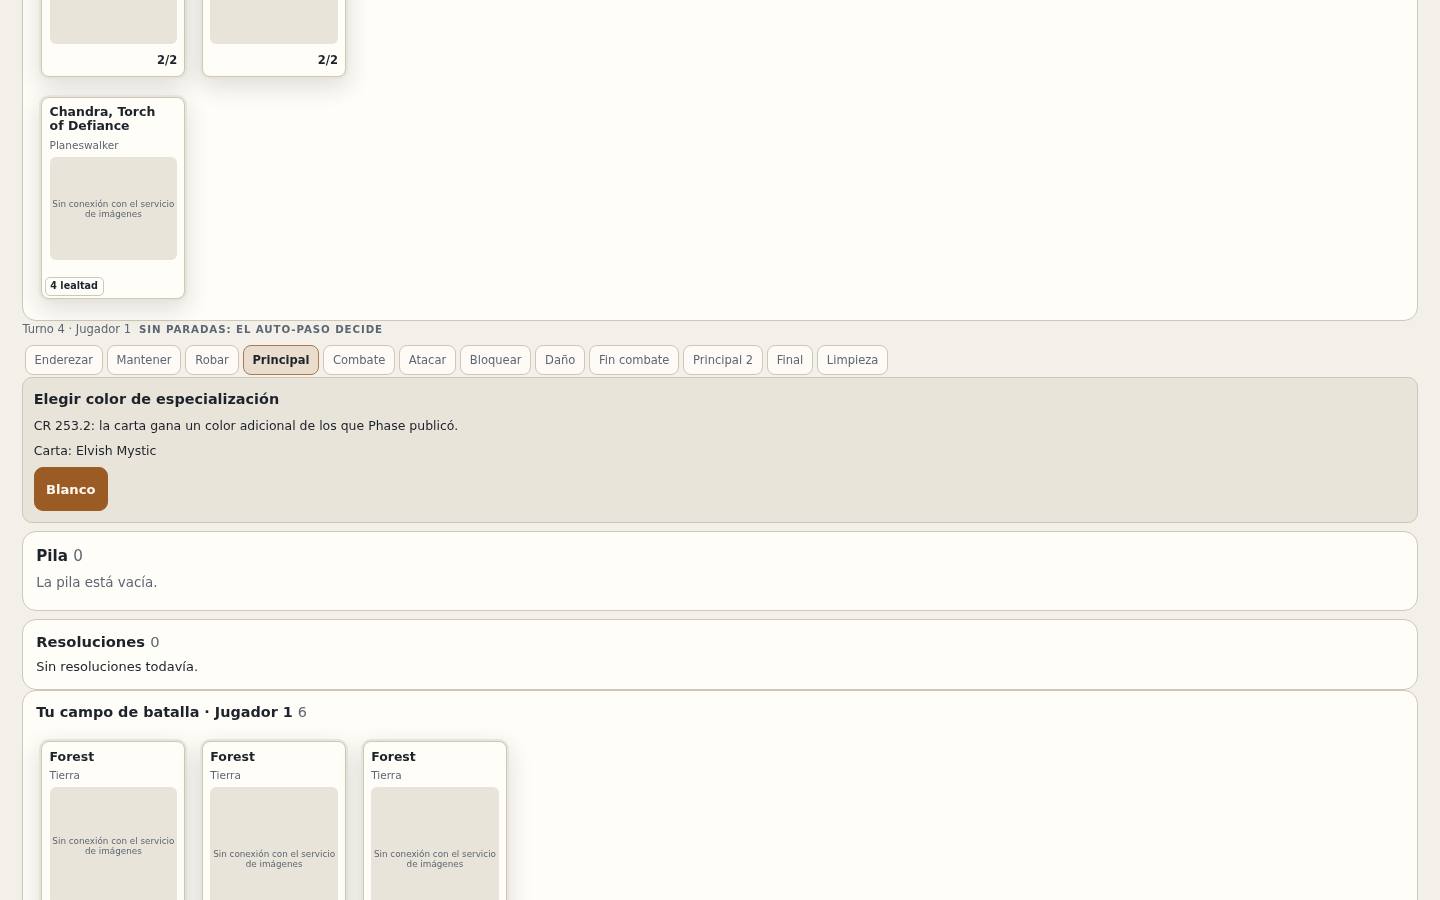 2/2 2/2
Chandra, Torch
of Defiance
Planeswalker
Sin conexión con el servicio
de imágenes
4 lealtad
Turno 4 · Jugador 1 SIN PARADAS: EL AUTO-PASO DECIDE
Enderezar Mantener Robar Principal Combate Atacar Bloquear Daño Fin combate Principal 2 Final Limpieza
Elegir color de especialización
CR 253.2: la carta gana un color adicional de los que Phase publicó.
Carta: Elvish Mystic
Blanco
Pila 0
La pila está vacía.
Resoluciones 0
Sin resoluciones todavía.
Tu campo de batalla · Jugador 1 6
Forest Forest Forest
Tierra Tierra Tierra
Sin conexión con el servicio
de imágenes
Sin conexión con el servicio
de imágenes
Sin conexión con el servicio
de imágenes